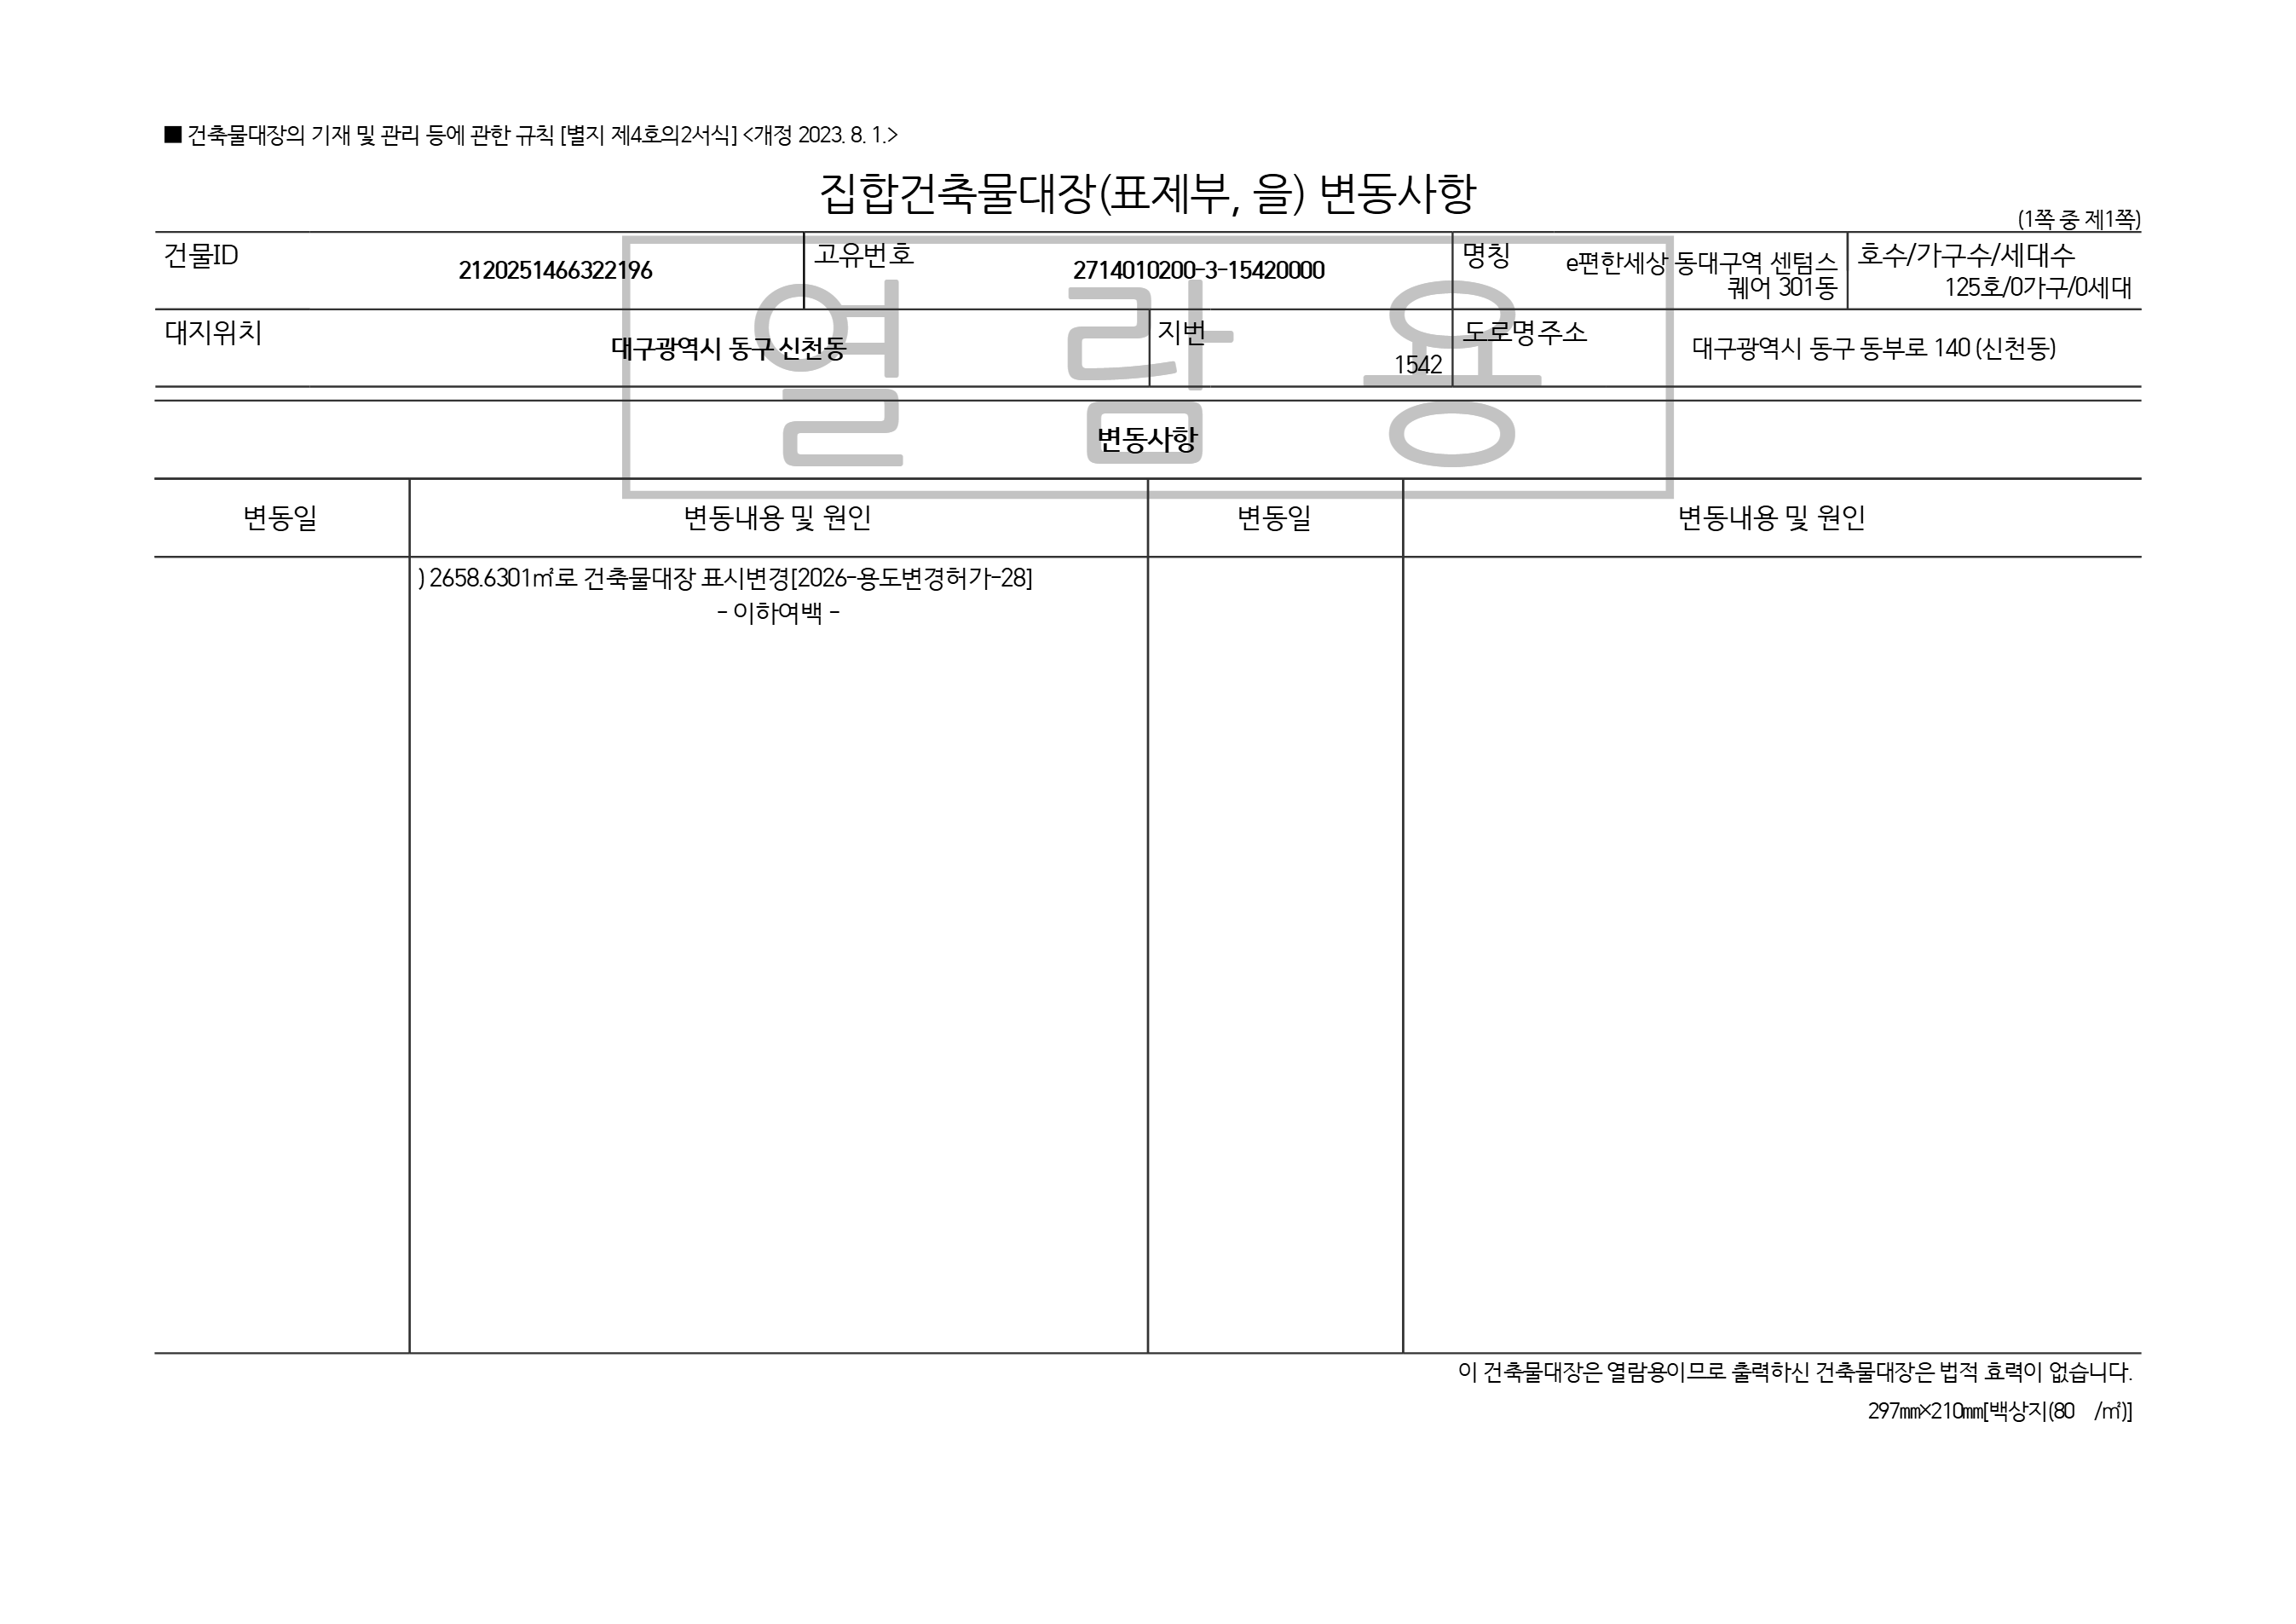 ■ 건축물대장의 기재 및 관리 등에 관한 규칙 [별지 제4호의2서식] <개정 2023. 8. 1.>
집합건축물대장(표제부, 을) 변동사항
(1쪽 중 제1쪽)
건물ID
2120251466322196
고유번호
2714010200-3-15420000
명칭
e편한세상 동대구역 센텀스
퀘어 301동
호수/가구수/세대수
125호/0가구/0세대
대지위치
대구광역시 동구 신천동
지번
1542
도로명주소
대구광역시 동구 동부로 140 (신천동)
열람용
변동사항
변동일
변동내용 및 원인
변동일
변동내용 및 원인
) 2658.6301㎡로 건축물대장 표시변경[2026-용도변경허가-28]
- 이하여백 -
이 건축물대장은 열람용이므로 출력하신 건축물대장은 법적 효력이 없습니다.
297㎜×210㎜[백상지(80 /㎡)]